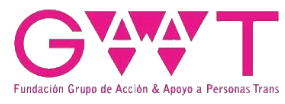 GAAT
Fundación Grupo de Acción & Apoyo a Personas Trans